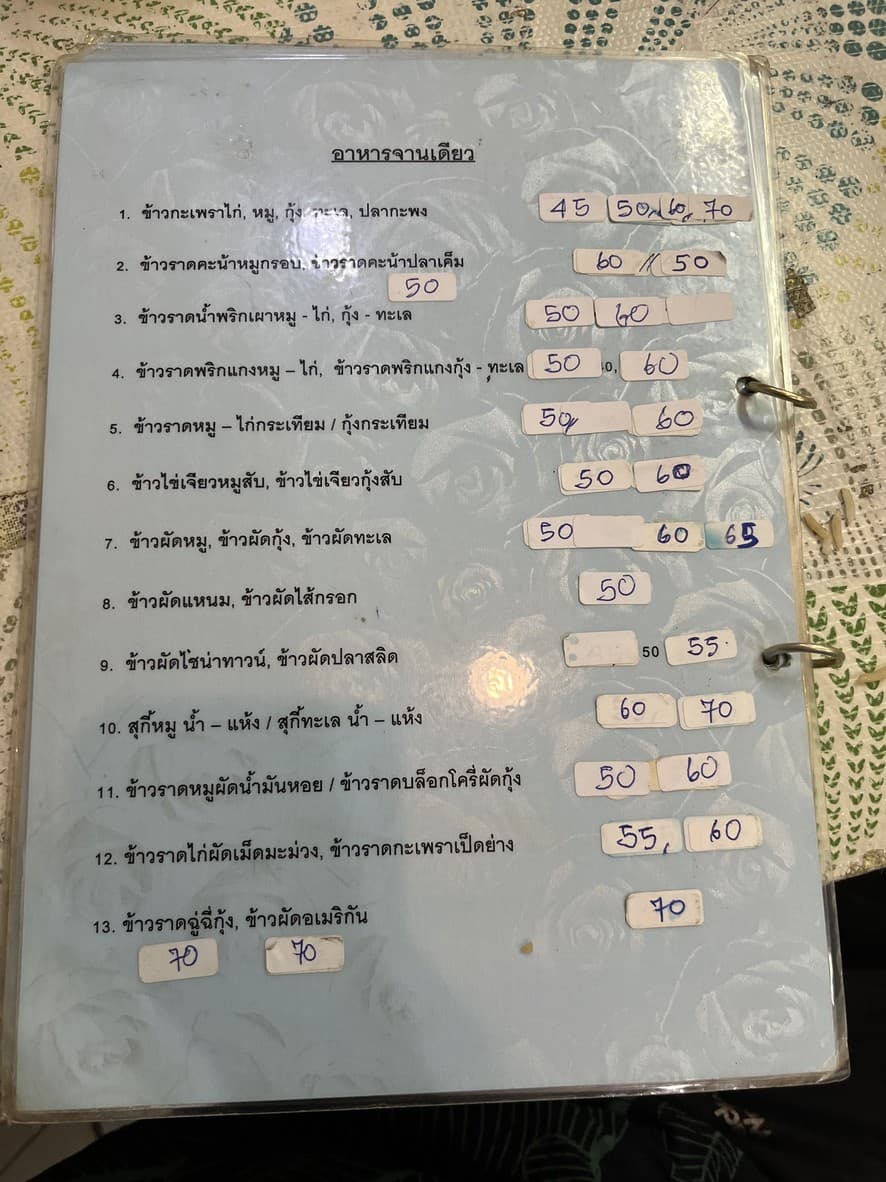 อาหารจานเดียว
1. ข้าวกะเพราไก่, หมู, กุ้ง, ทะเล, ปลากะพง 45 50, 60, 70
2. ข้าวราดคะน้าหมูกรอบ, ข้าวราดคะน้าปลาเค็ม 60 // 50
50
3. ข้าวราดน้ำพริกเผาหมู - ไก่, กุ้ง - ทะเล 50 60
4. ข้าวราดพริกแกงหมู – ไก่, ข้าวราดพริกแกงกุ้ง - ทะเล 50 0, 60
5. ข้าวราดหมู – ไก่กระเทียม / กุ้งกระเทียม 50, 60
6. ข้าวไข่เจียวหมูสับ, ข้าวไข่เจียวกุ้งสับ 50 60
7. ข้าวผัดหมู, ข้าวผัดกุ้ง, ข้าวผัดทะเล 50 60 65
8. ข้าวผัดแหนม, ข้าวผัดไส้กรอก 50
9. ข้าวผัดไชน่าทาวน์, ข้าวผัดปลาสลิด 50 55
10. สุกี้หมู น้ำ – แห้ง / สุกี้ทะเล น้ำ – แห้ง 60 70
11. ข้าวราดหมูผัดน้ำมันหอย / ข้าวราดบล็อกโครี่ผัดกุ้ง 50 60
12. ข้าวราดไก่ผัดเม็ดมะม่วง, ข้าวราดกะเพราเป็ดย่าง 55, 60
13. ข้าวราดฉู่ฉี่กุ้ง, ข้าวผัดอเมริกัน 70
70 70